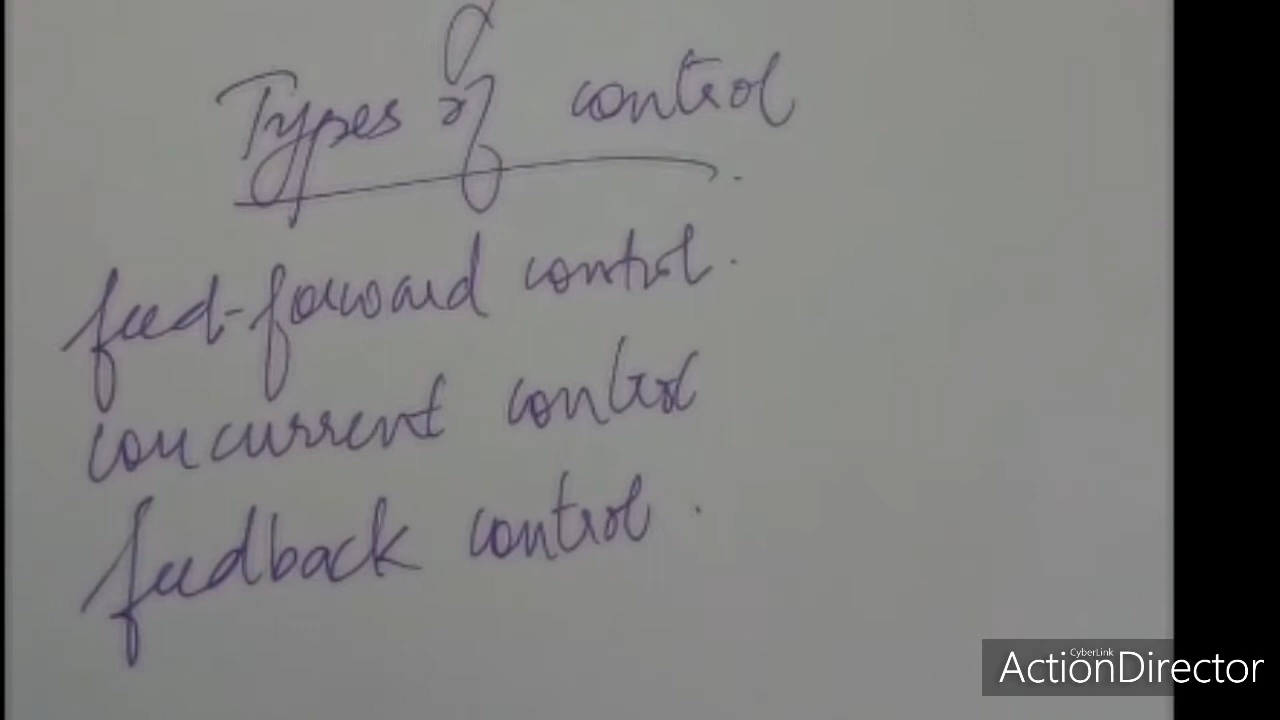 Types of control.
feed-forward control.
concurrent control
feedback control.
CyberLink
ActionDirector